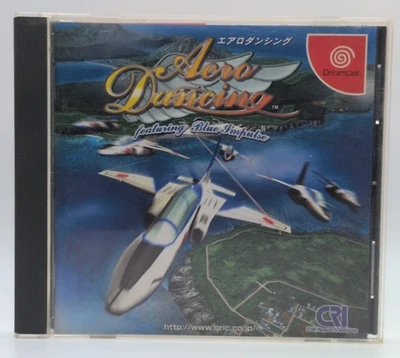 エアロダンシング
Aero
Dancing
TM
featuring Blue Impulse
Dreamcast
http://www.cric.co.jp/
CRI